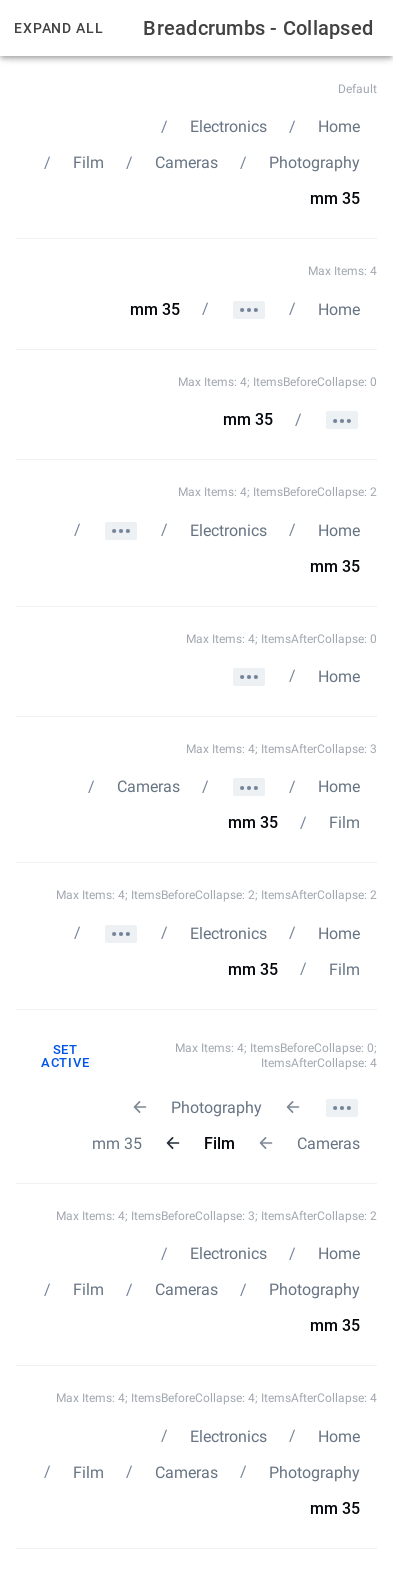 Breadcrumbs - Collapsed
EXPAND ALL
Default
Home / Electronics /
Photography / Cameras / Film /
mm 35
Max Items: 4
Home / ••• / mm 35
Max Items: 4; ItemsBeforeCollapse: 0
••• / mm 35
Max Items: 4; ItemsBeforeCollapse: 2
Home / Electronics / ••• /
mm 35
Max Items: 4; ItemsAfterCollapse: 0
Home / •••
Max Items: 4; ItemsAfterCollapse: 3
Home / ••• / Cameras /
Film / mm 35
Max Items: 4; ItemsBeforeCollapse: 2; ItemsAfterCollapse: 2
Home / Electronics / ••• /
Film / mm 35
Max Items: 4; ItemsBeforeCollapse: 0;
ItemsAfterCollapse: 4
SET
ACTIVE
••• ← Photography ←
Cameras ← Film ← mm 35
Max Items: 4; ItemsBeforeCollapse: 3; ItemsAfterCollapse: 2
Home / Electronics /
Photography / Cameras / Film /
mm 35
Max Items: 4; ItemsBeforeCollapse: 4; ItemsAfterCollapse: 4
Home / Electronics /
Photography / Cameras / Film /
mm 35